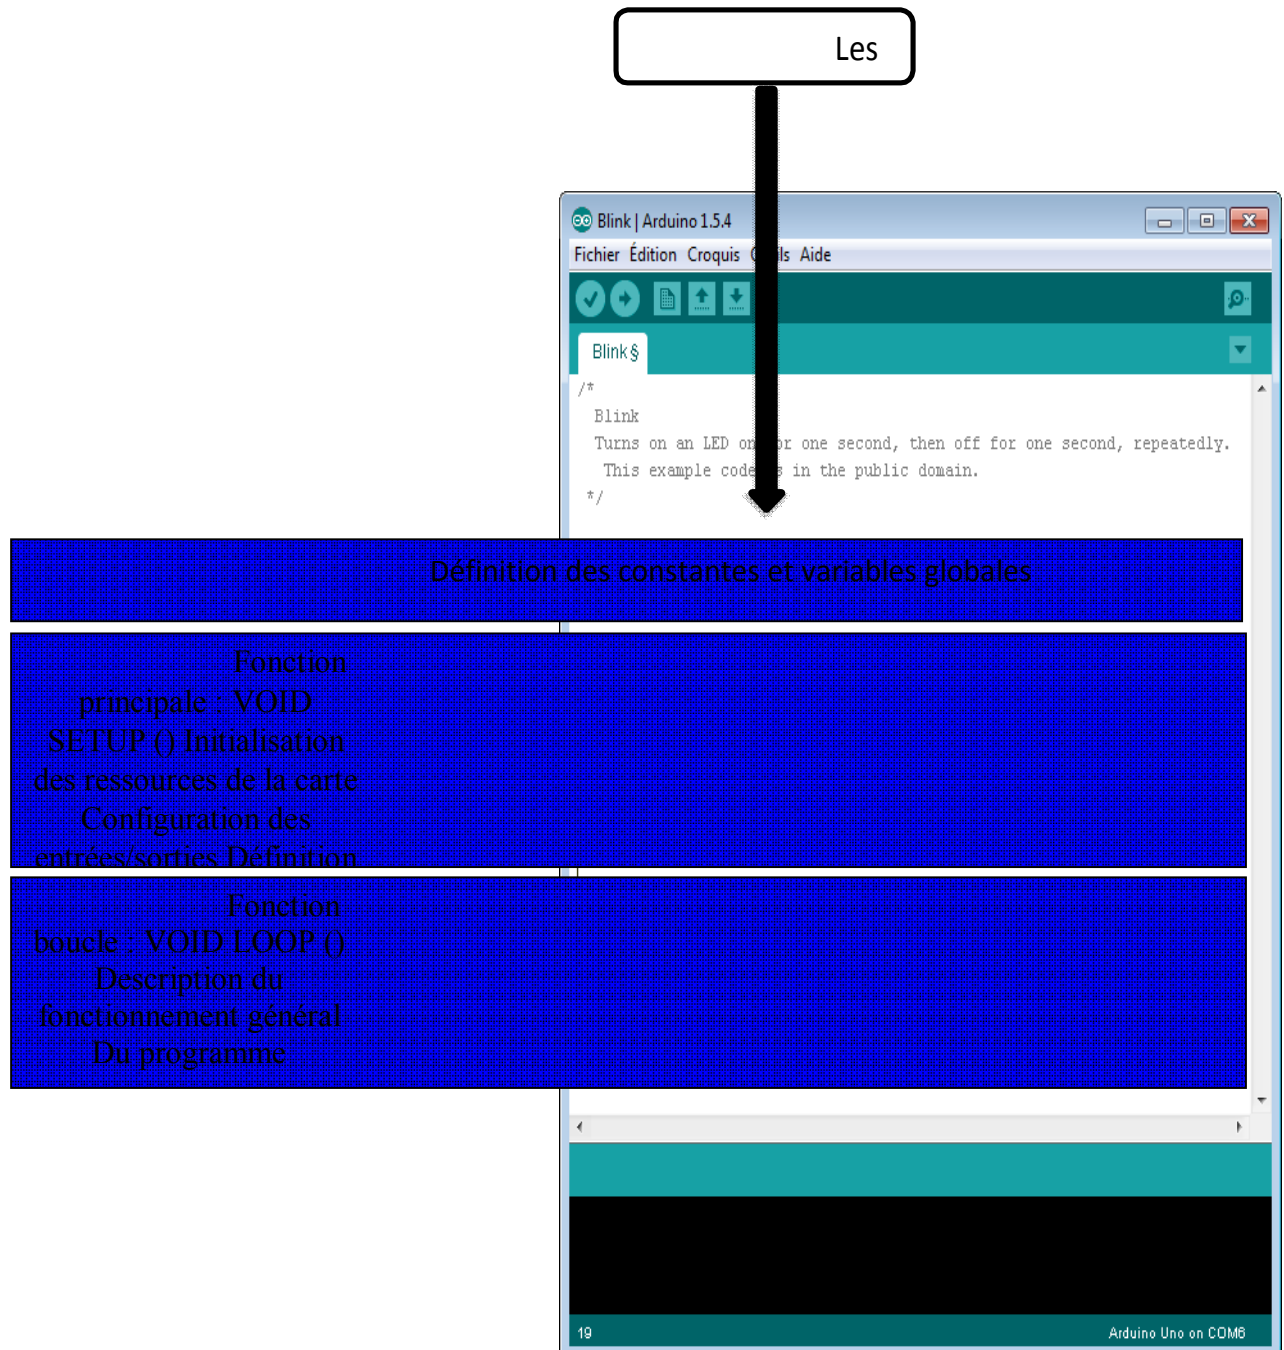 Les
Blink | Arduino 1.5.4
Fichier Édition Croquis ils Aide
Blink §
/*
Blink
Turns on an LED on or one second, then off for one second, repeatedly.
This example code s in the public domain.
*/
Définition des constantes et variables globales
Fonction
principale : VOID
SETUP () Initialisation
des ressources de la carte
Configuration des
entrées/sorties Définition
Fonction
boucle : VOID LOOP ()
Description du
fonctionnement général
Du programme
19
Arduino Uno on COM6